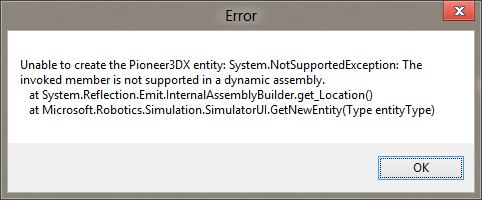 Error
Unable to create the Pioneer3DX entity: System.NotSupportedException: The
invoked member is not supported in a dynamic assembly.
at System.Reflection.Emit.InternalAssemblyBuilder.get_Location()
at Microsoft.Robotics.Simulation.SimulatorUI.GetNewEntity(Type entityType)
OK